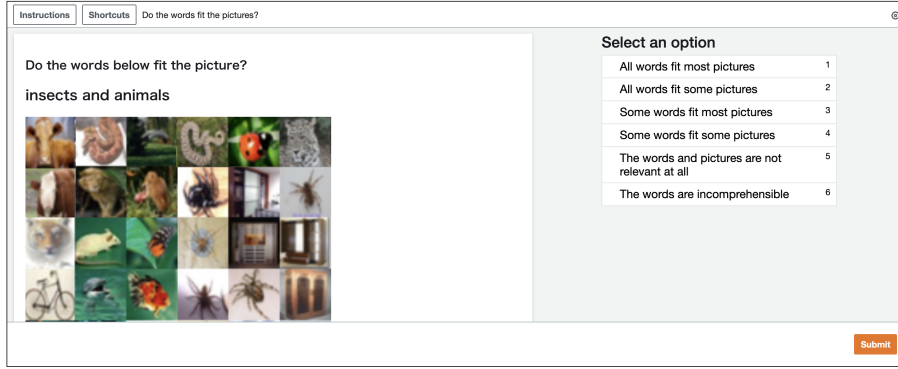 Instructions Shortcuts Do the words fit the pictures?
Do the words below fit the picture?
insects and animals
Select an option
All words fit most pictures 1
All words fit some pictures 2
Some words fit most pictures 3
Some words fit some pictures 4
The words and pictures are not 5
relevant at all
The words are incomprehensible 6
Submit